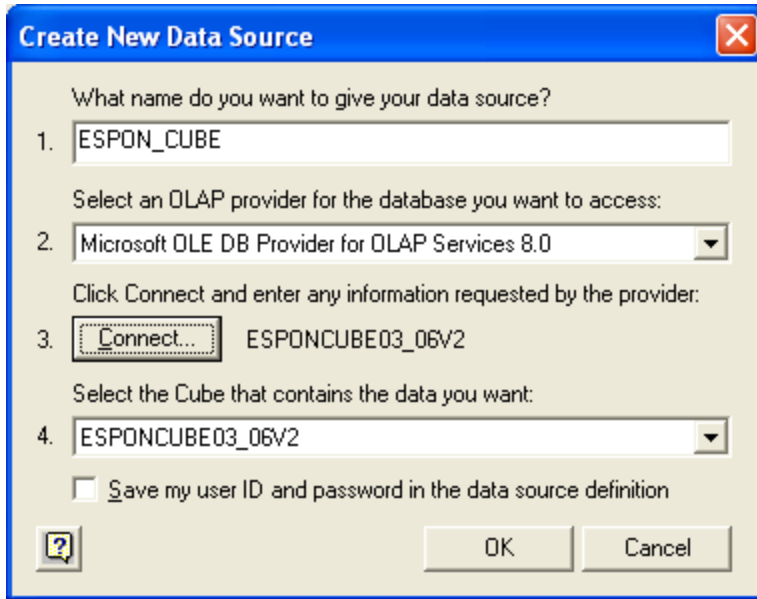 Create New Data Source
What name do you want to give your data source?
1. ESPON_CUBE
Select an OLAP provider for the database you want to access:
2. Microsoft OLE DB Provider for OLAP Services 8.0
Click Connect and enter any information requested by the provider:
3. Connect... ESPONCUBE03_06V2
Select the Cube that contains the data you want:
4. ESPONCUBE03_06V2
Save my user ID and password in the data source definition
? OK Cancel